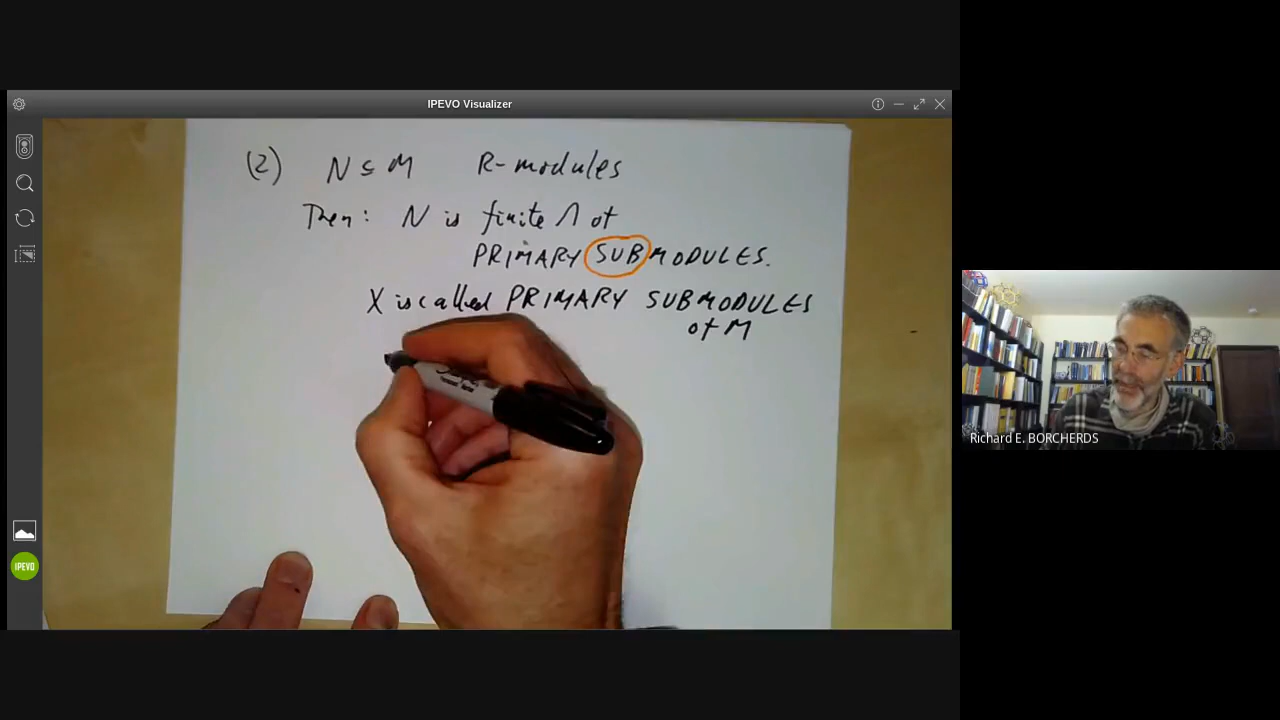 IPEVO Visualizer
(2) N ⊆ M R-modules
Then: N is finite ∩ of
PRIMARY SUBMODULES.
X is called PRIMARY SUBMODULES
of M
Richard E. BORCHERDS
IPEVO